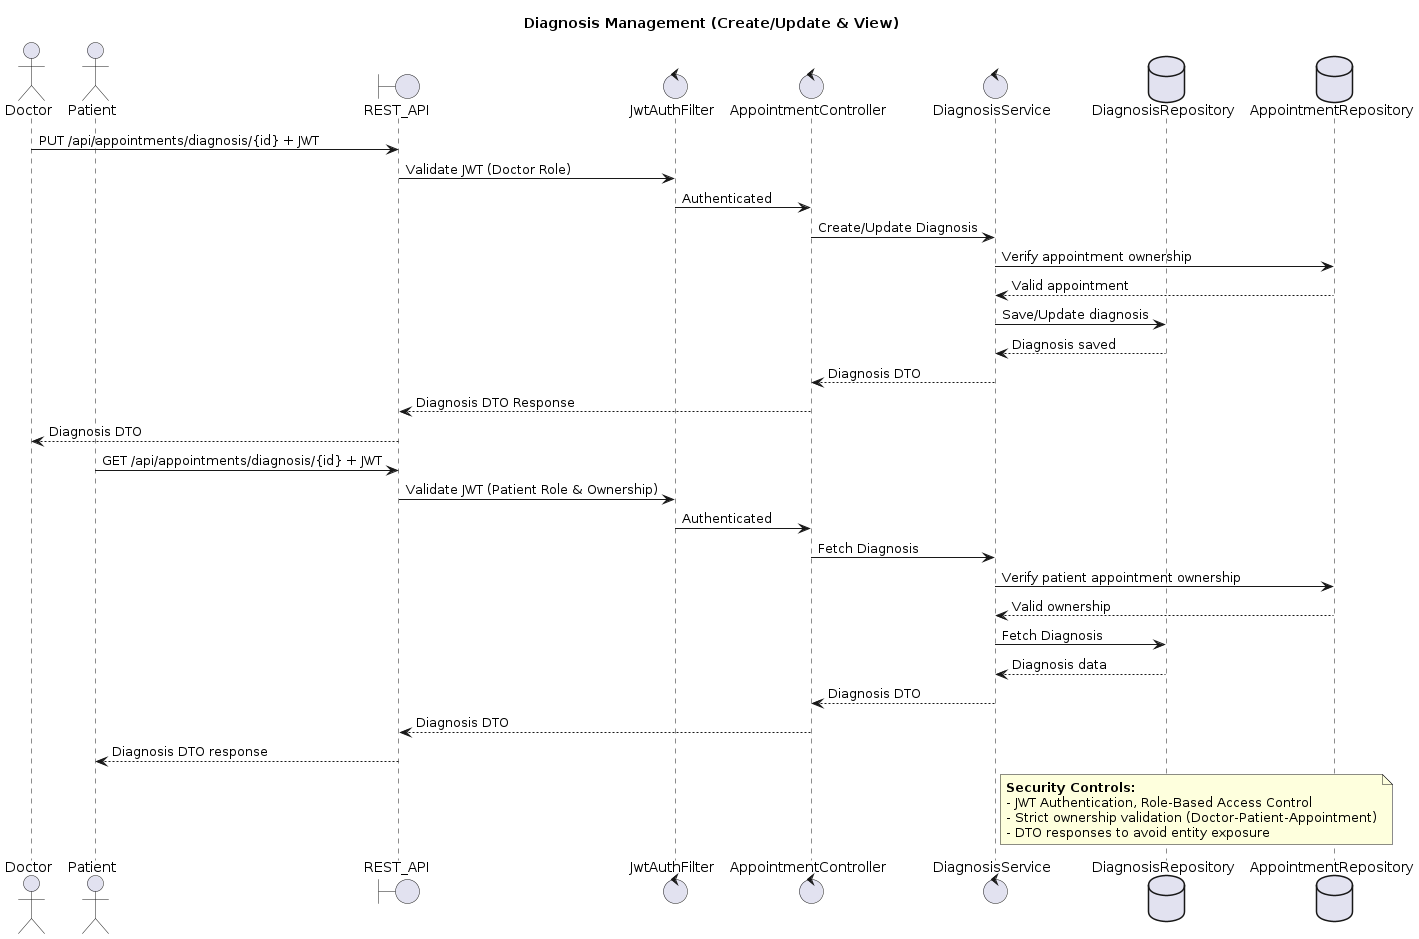 Diagnosis Management (Create/Update & View)
Doctor
Patient
REST_API
JwtAuthFilter
AppointmentController
DiagnosisService
DiagnosisRepository
AppointmentRepository
PUT /api/appointments/diagnosis/{id} + JWT
Validate JWT (Doctor Role)
Authenticated
Create/Update Diagnosis
Verify appointment ownership
Valid appointment
Save/Update diagnosis
Diagnosis saved
Diagnosis DTO
Diagnosis DTO Response
Diagnosis DTO
GET /api/appointments/diagnosis/{id} + JWT
Validate JWT (Patient Role & Ownership)
Authenticated
Fetch Diagnosis
Verify patient appointment ownership
Valid ownership
Fetch Diagnosis
Diagnosis data
Diagnosis DTO
Diagnosis DTO
Diagnosis DTO response
Security Controls:
- JWT Authentication, Role-Based Access Control
- Strict ownership validation (Doctor-Patient-Appointment)
- DTO responses to avoid entity exposure
Doctor
Patient
REST_API
JwtAuthFilter
AppointmentController
DiagnosisService
DiagnosisRepository
AppointmentRepository